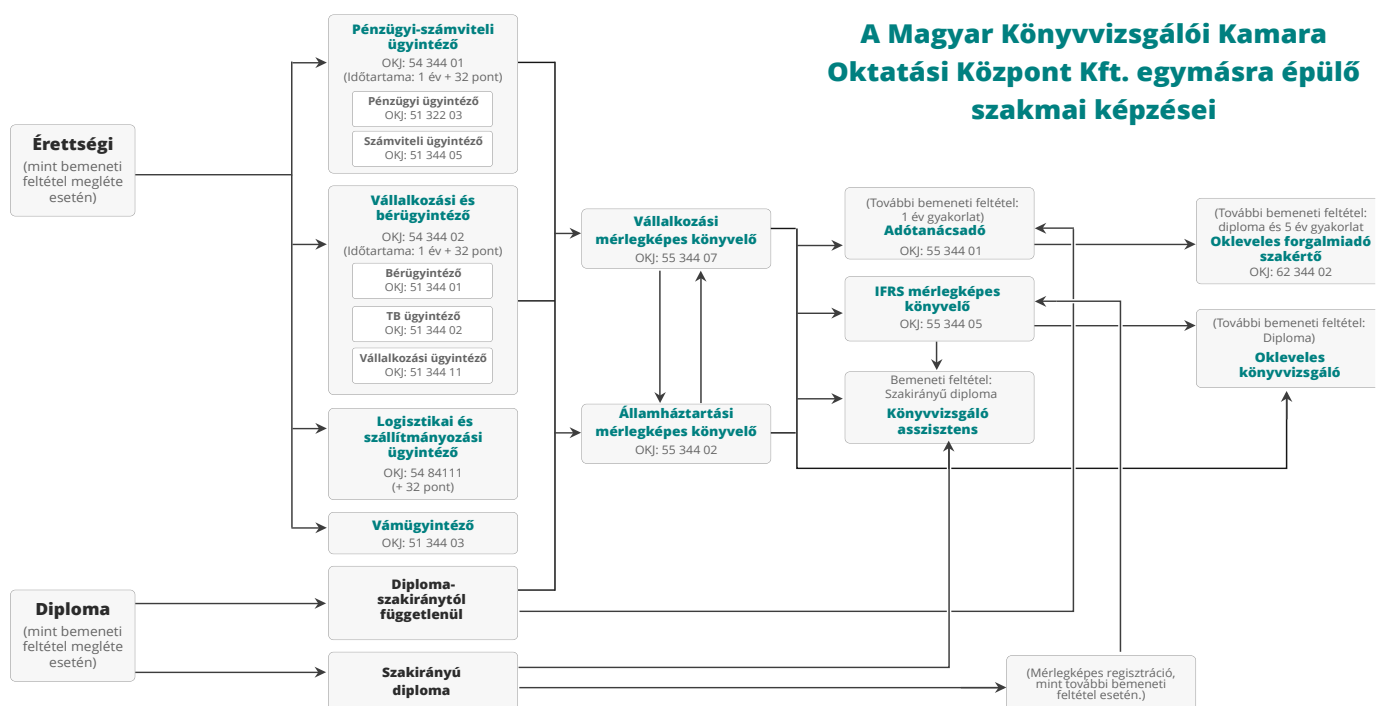 A Magyar Könyvvizsgálói Kamara
Oktatási Központ Kft. egymásra épülő
szakmai képzései
Érettségi
(mint bemeneti
feltétel megléte
esetén)
Pénzügyi-számviteli
ügyintéző
OKJ: 54 344 01
(Időtartama: 1 év + 32 pont)
Pénzügyi ügyintéző
OKJ: 51 322 03
Számviteli ügyintéző
OKJ: 51 344 05
Vállalkozási és
bérügyintéző
OKJ: 54 344 02
(Időtartama: 1 év + 32 pont)
Bérügyintéző
OKJ: 51 344 01
TB ügyintéző
OKJ: 51 344 02
Vállalkozási ügyintéző
OKJ: 51 344 11
Logisztikai és
szállítmányozási
ügyintéző
OKJ: 54 84111
(+ 32 pont)
Vámügyintéző
OKJ: 51 344 03
Diploma
(mint bemeneti
feltétel megléte
esetén)
Diploma-
szakiránytól
függetlenül
Szakirányú
diploma
Vállalkozási
mérlegképes könyvelő
OKJ: 55 344 07
Államháztartási
mérlegképes könyvelő
OKJ: 55 344 02
(További bemeneti feltétel:
1 év gyakorlat)
Adótanácsadó
OKJ: 55 344 01
IFRS mérlegképes
könyvelő
OKJ: 55 344 05
Bemeneti feltétel:
Szakirányú diploma
Könyvvizsgáló
asszisztens
(További bemeneti feltétel:
diploma és 5 év gyakorlat
Okleveles forgalmiadó
szakértő
OKJ: 62 344 02
(További bemeneti feltétel:
Diploma)
Okleveles
könyvvizsgáló
(Mérlegképes regisztráció,
mint további bemeneti
feltétel esetén.)